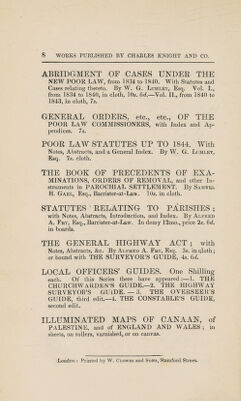 8 WORKS PUBLISHED BY CHARLES KNIGHT AND CO.
ABRIDGMENT OF CASES UNDER THE
NEW POOR LAW, from 1834 to 1840. With Statutes and
Cases relating thereto. By W. G. LUMLEY, Esq. Vol. I.,
from 1834 to 1840, in cloth, 10s. 6d.—Vol. II., from 1840 to
1843, in cloth, 7s.
GENERAL ORDERS, etc., etc., OF THE
POOR LAW COMMISSIONERS, with Index and Ap-
pendices. 7s.
POOR LAW STATUTES UP TO 1844. With
Notes, Abstracts, and a General Index. By W. G. LUMLEY,
Esq. 7s. cloth.
THE BOOK OF PRECEDENTS OF EXA-
MINATIONS, ORDERS OF REMOVAL, and other In-
struments in PAROCHIAL SETTLEMENT. By SAMUEL
H. Esq., Barrister-at-Law. 10s. in cloth.
STATUTES RELATING TO PARISHES;
with Notes, Abstracts, Introduction, and Index. By ALFRED
A. FRY, Esq., Barrister-at-Law. In demy 12mo., price 2s. 6d.
in boards.
THE GENERAL HIGHWAY ACT; with
Notes, Abstracts, &c. By ALFRED A. FRY, Esq. 3s. in cloth;
or bound with THE SURVEYOR'S GUIDE, 4s. 6d.
LOCAL OFFICERS' GUIDES. One Shilling
each. Of this Series there have appeared:—1. THE
CHURCHWARDEN'S GUIDE.—2. THE HIGHWAY
SURVEYOR'S GUIDE.—3. THE OVERSEER'S
GUIDE, third edit.—4. THE CONSTABLE'S GUIDE,
second edit.
ILLUMINATED MAPS OF CANAAN, of
PALESTINE, and of ENGLAND and WALES; in
sheets, on rollers, varnished, or on canvas.
London: Printed by W. CLOWES and SONS, Stamford Street.